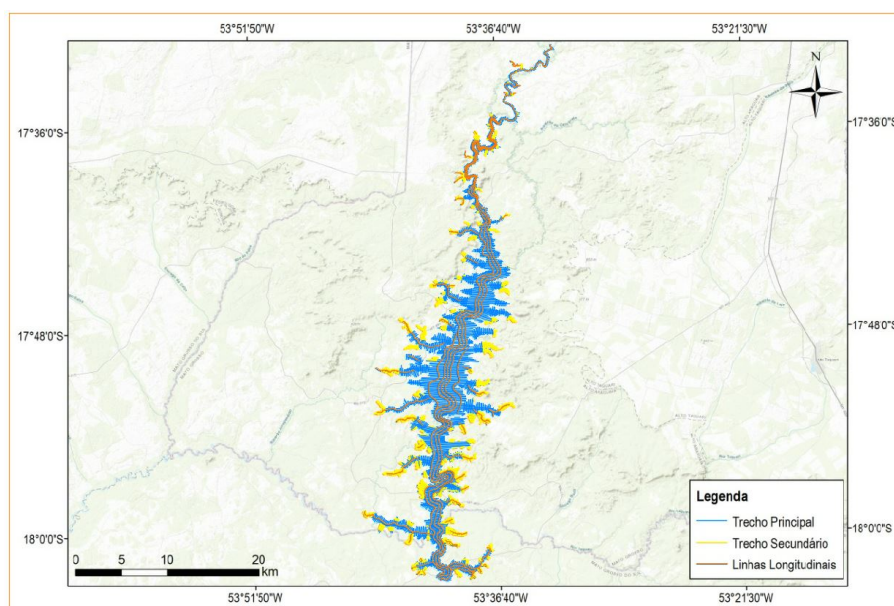 53°51'50"W 53°36'40"W 53°21'30"W
N
17°36'0"S 17°36'0"S
17°48'0"S 17°48'0"S
Legenda
Trecho Principal
Trecho Secundário
Linhas Longitudinais
18°0'0"S 18°0'0"S
0 5 10 20
km
53°51'50"W 53°36'40"W 53°21'30"W